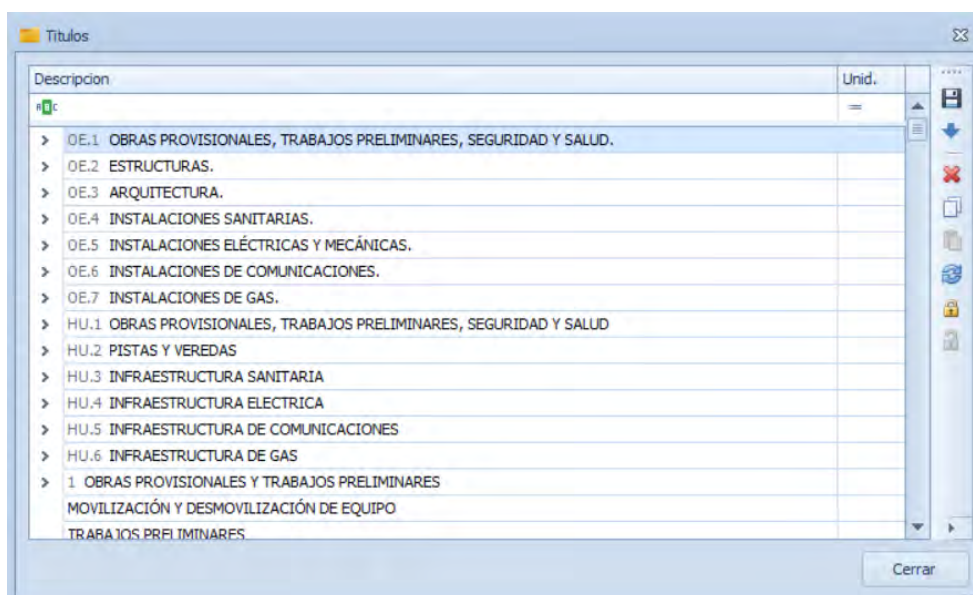 Titulos
Descripcion Unid.
ABC =
OE.1 OBRAS PROVISIONALES, TRABAJOS PRELIMINARES, SEGURIDAD Y SALUD.
OE.2 ESTRUCTURAS.
OE.3 ARQUITECTURA.
OE.4 INSTALACIONES SANITARIAS.
OE.5 INSTALACIONES ELÉCTRICAS Y MECÁNICAS.
OE.6 INSTALACIONES DE COMUNICACIONES.
OE.7 INSTALACIONES DE GAS.
HU.1 OBRAS PROVISIONALES, TRABAJOS PRELIMINARES, SEGURIDAD Y SALUD
HU.2 PISTAS Y VEREDAS
HU.3 INFRAESTRUCTURA SANITARIA
HU.4 INFRAESTRUCTURA ELECTRICA
HU.5 INFRAESTRUCTURA DE COMUNICACIONES
HU.6 INFRAESTRUCTURA DE GAS
1 OBRAS PROVISIONALES Y TRABAJOS PRELIMINARES
MOVILIZACIÓN Y DESMOVILIZACIÓN DE EQUIPO
TRABAJOS PRELIMINARES
Cerrar